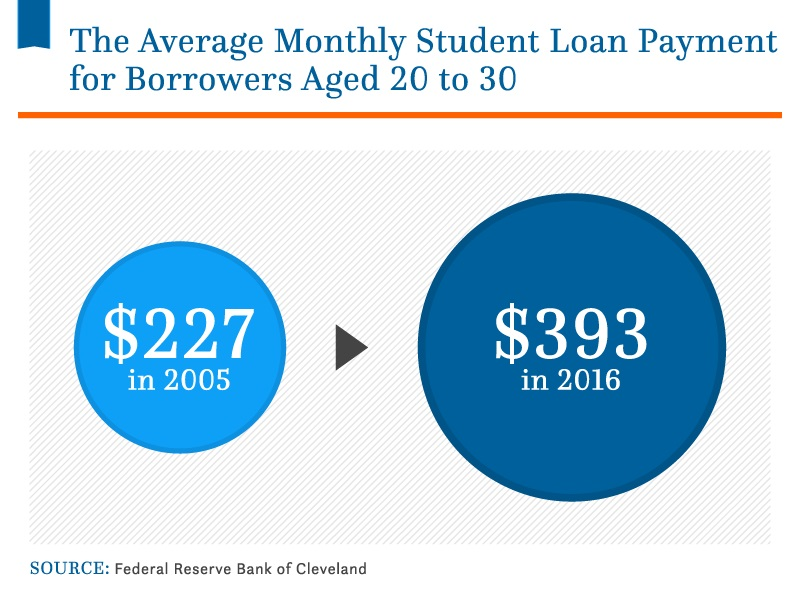 The Average Monthly Student Loan Payment
for Borrowers Aged 20 to 30
$227
in 2005
$393
in 2016
SOURCE: Federal Reserve Bank of Cleveland